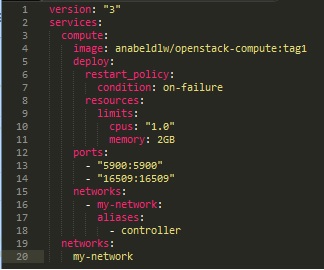 1 version: "3"
2 services:
3   compute:
4     image: anabeldlw/openstack-compute:tag1
5     deploy:
6       restart_policy:
7         condition: on-failure
8       resources:
9         limits:
10           cpus: "1.0"
11           memory: 2GB
12     ports:
13       - "5900:5900"
14       - "16509:16509"
15     networks:
16       - my-network:
17         aliases:
18           - controller
19   networks:
20     my-network